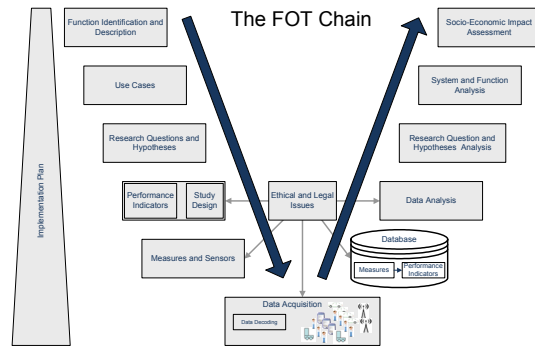 The FOT Chain
Function Identification and
Description
Socio-Economic Impact
Assessment
Use Cases
System and Function
Analysis
Research Questions and
Hypotheses
Research Question and
Hypotheses Analysis
Implementation Plan
Performance
Indicators
Study
Design
Ethical and Legal
Issues
Data Analysis
Measures and Sensors
Database
Measures
Performance
Indicators
Data Acquisition
Data Decoding